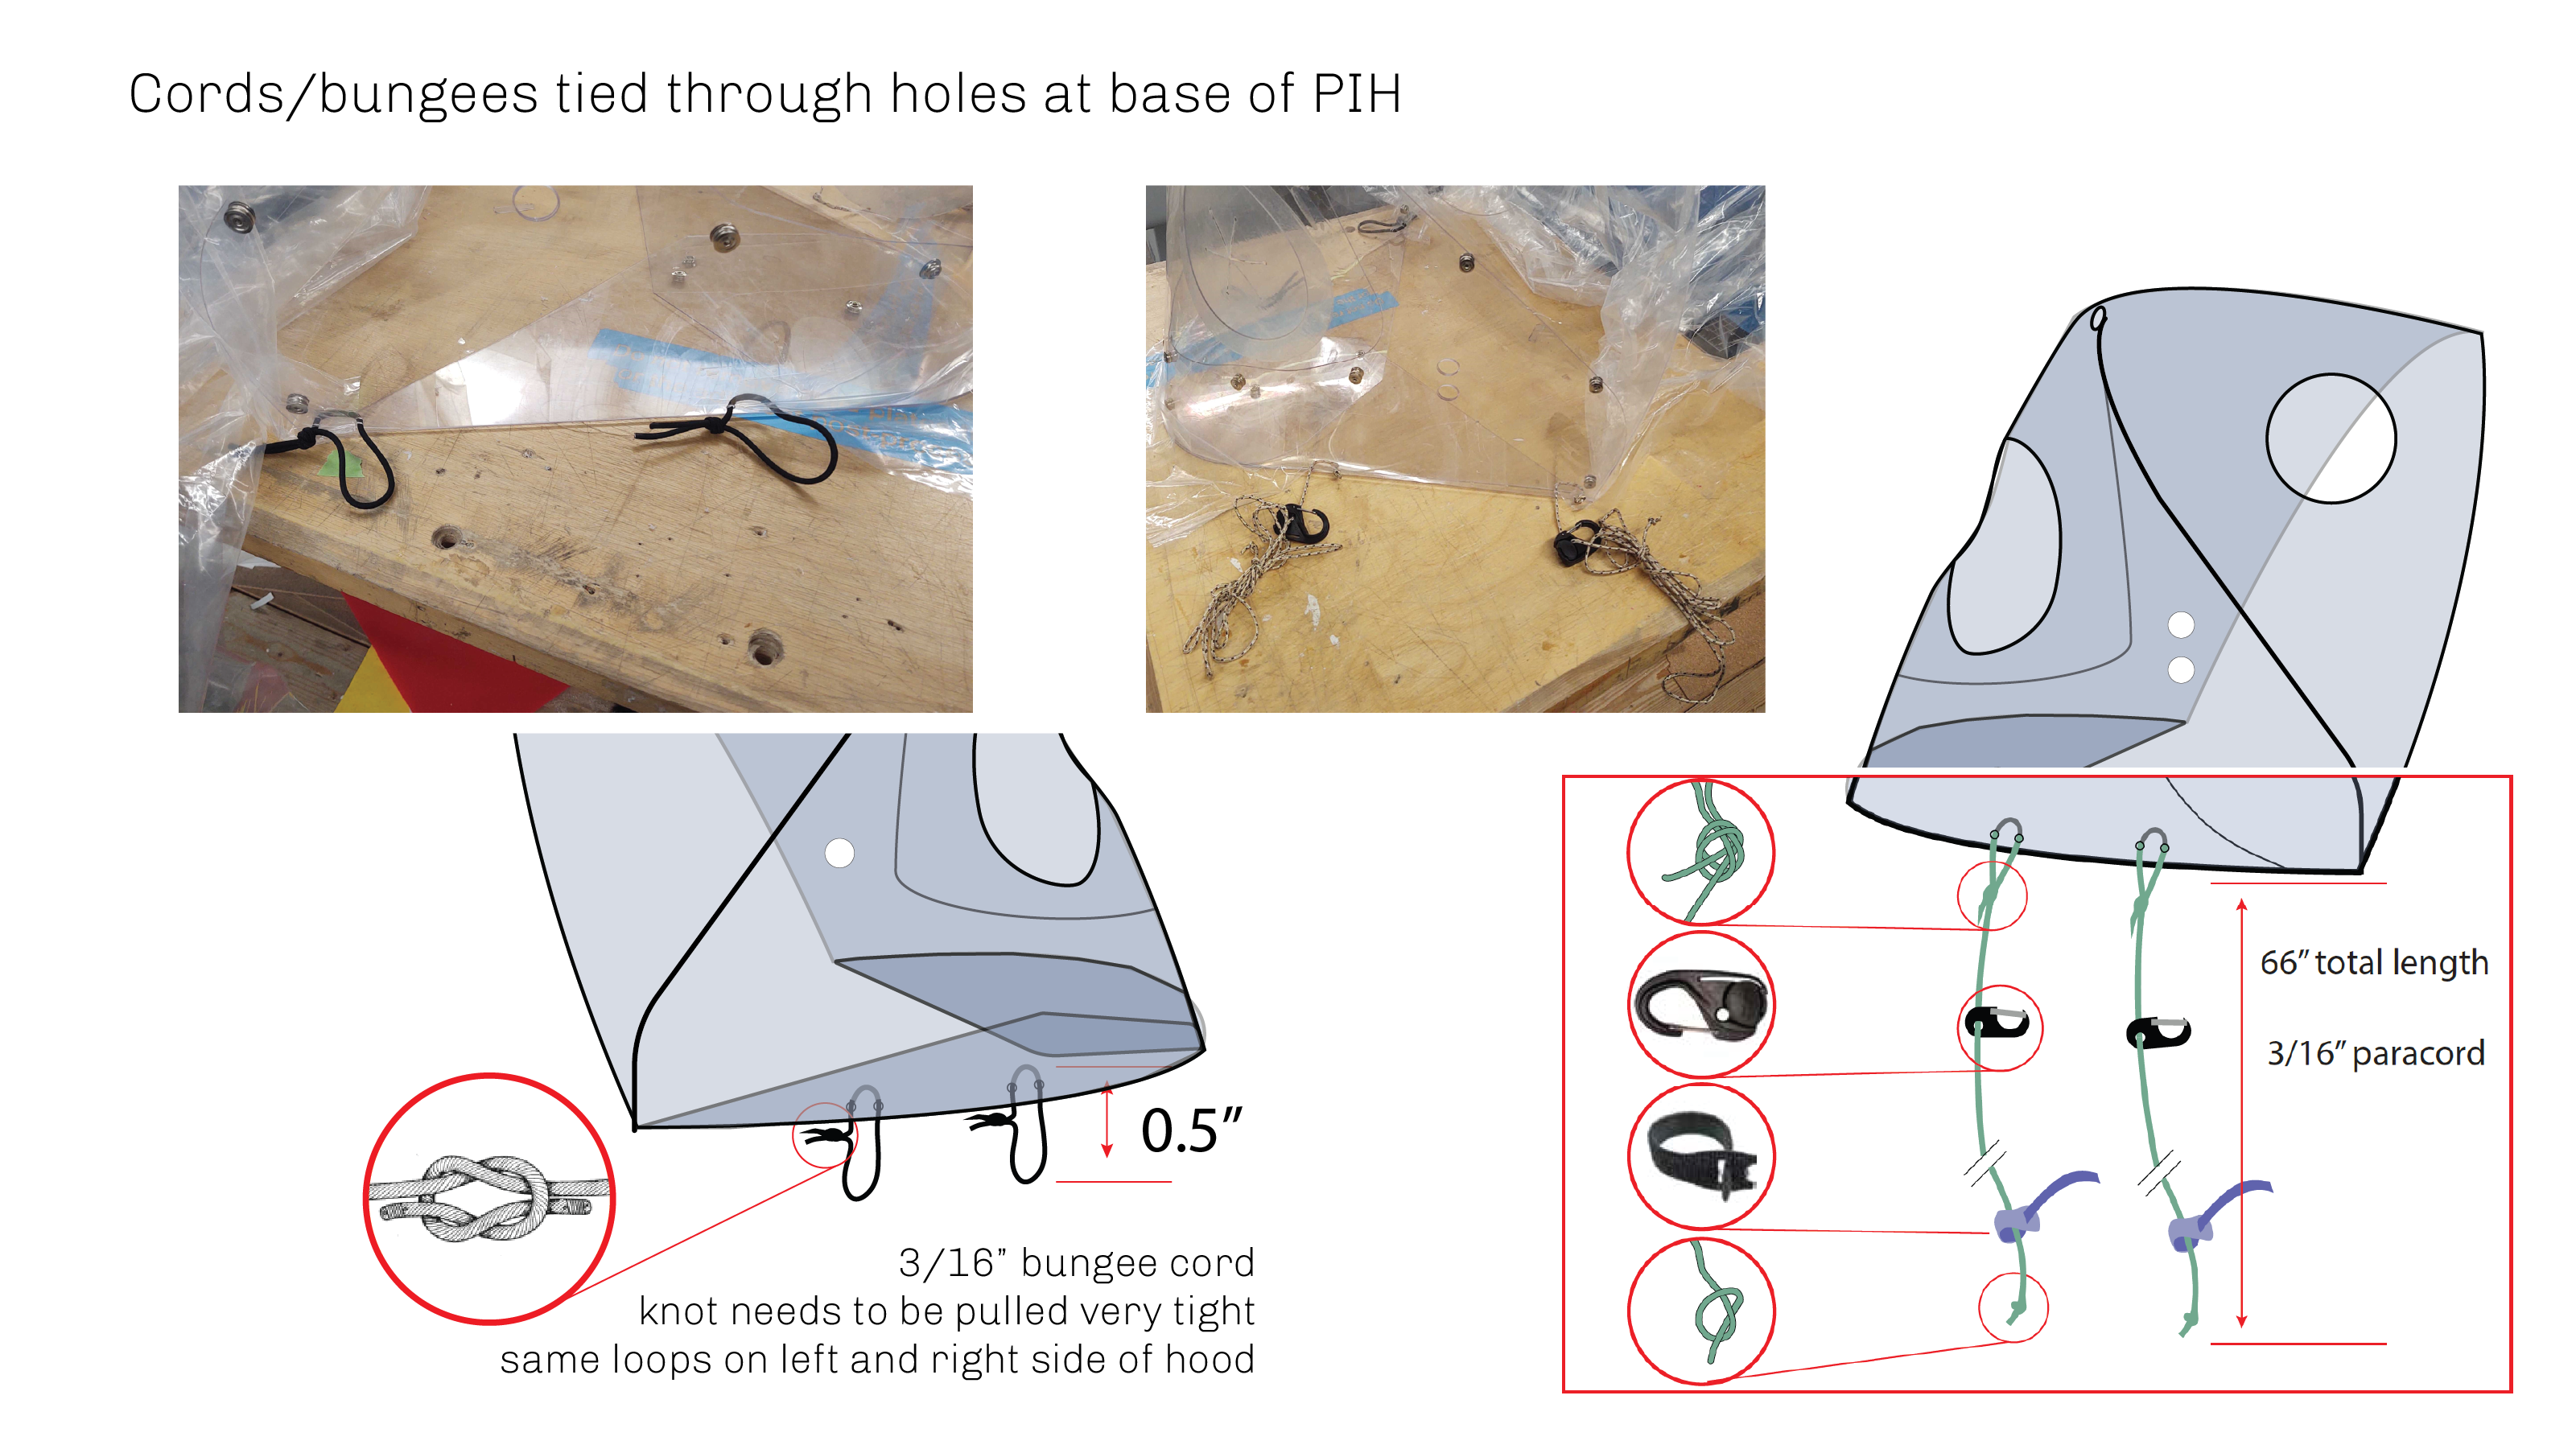 Cords/bungees tied through holes at base of PIH
0.5”
3/16” bungee cord
knot needs to be pulled very tight
same loops on left and right side of hood
66” total length
3/16” paracord